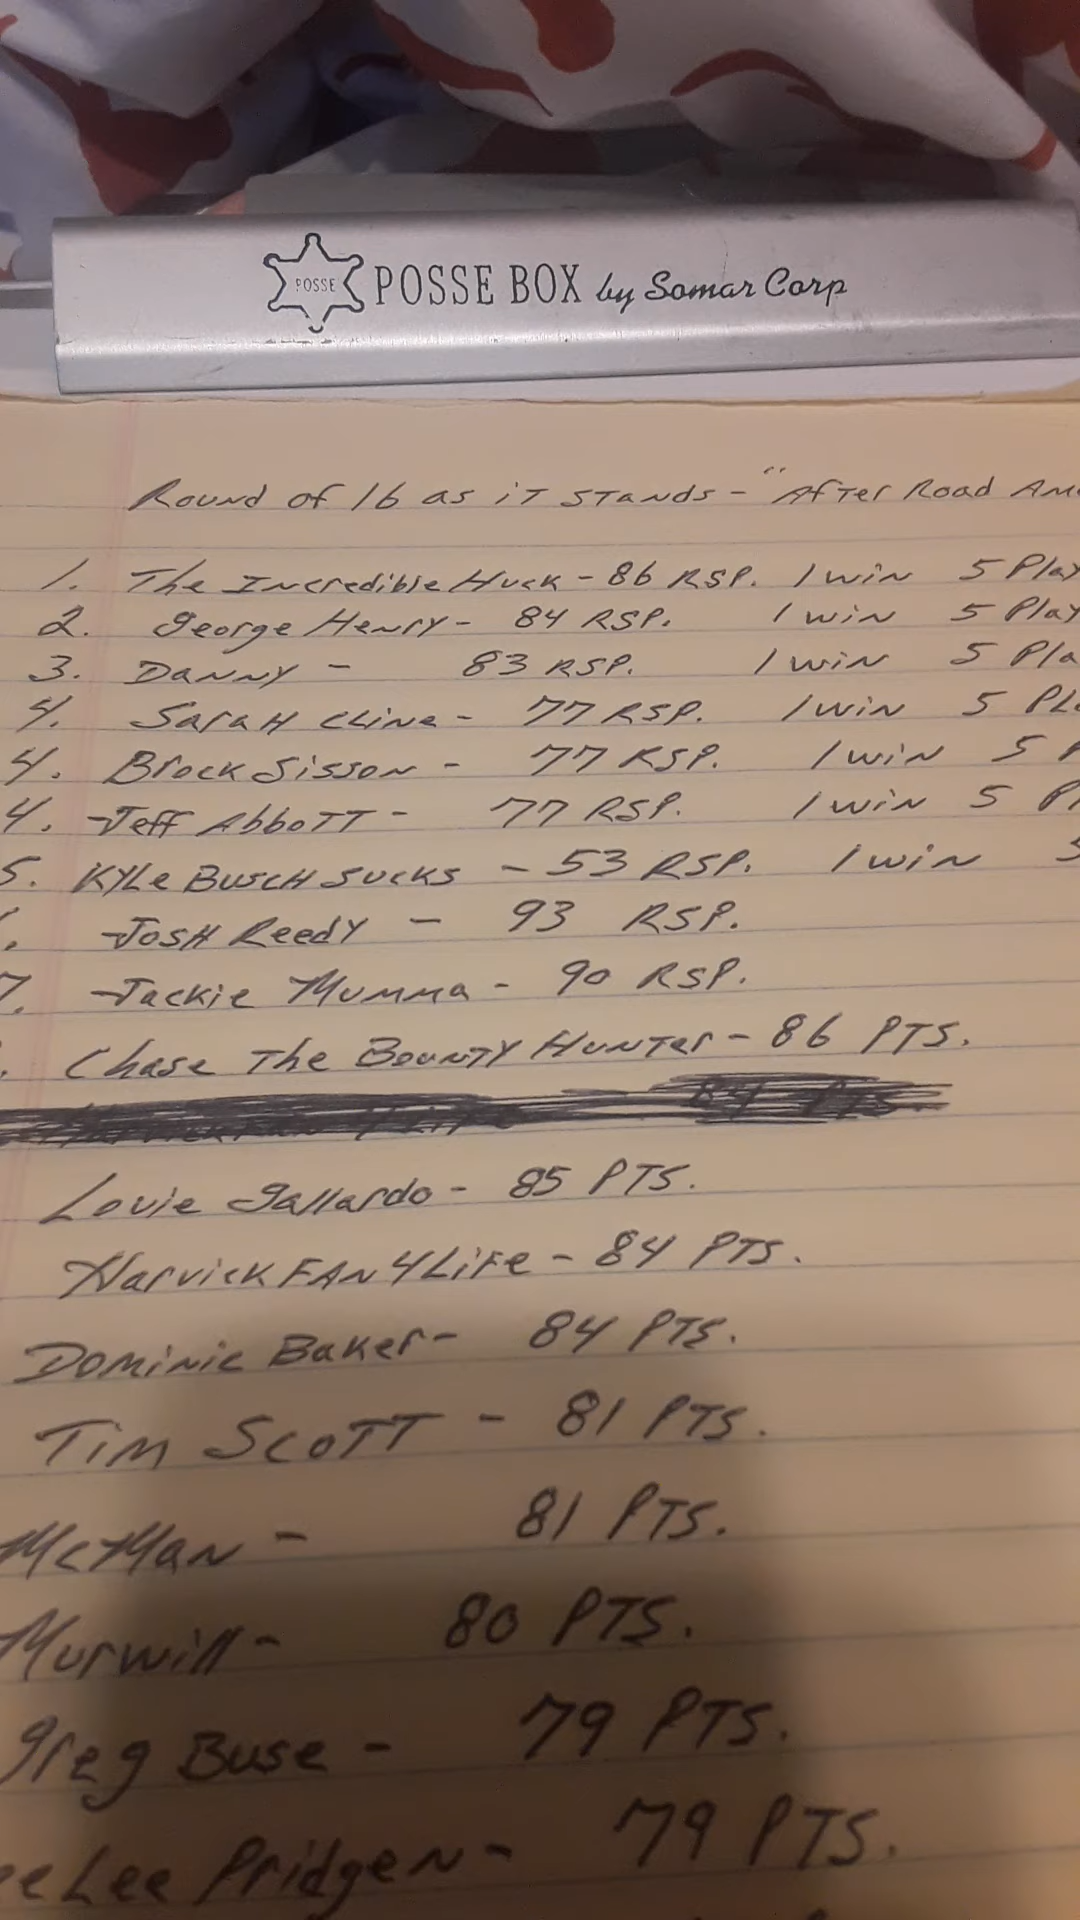 POSSE POSSE BOX by Somar Corp
Round of 16 as it stands - "After Road Am
1. The Incredible Huck - 86 RSP. 1 win 5 Play
2. George Henry - 84 RSP. 1 win 5 Play
3. Danny - 83 RSP. 1 win 5 Pla
4. Sarah Cline - 77 RSP. 1 win 5 PL
4. Brock Sisson - 77 RSP. 1 win 5 P
4. Jeff Abbott - 77 RSP. 1 win 5 P
5. Kyle Busch Sucks - 53 RSP. 1 win 5
Josh Reedy - 93 RSP.
7. Jackie Mumma - 90 RSP.
Chase The Bounty Hunter - 86 PTS.
Louie Gallardo - 85 PTS.
Harvick FAN 4 Life - 84 PTS.
Dominic Baker - 84 PTS.
Tim Scott - 81 PTS.
McMan - 81 PTS.
Murwill - 80 PTS.
Greg Buse - 79 PTS.
eeLee Pridgen - 79 PTS.